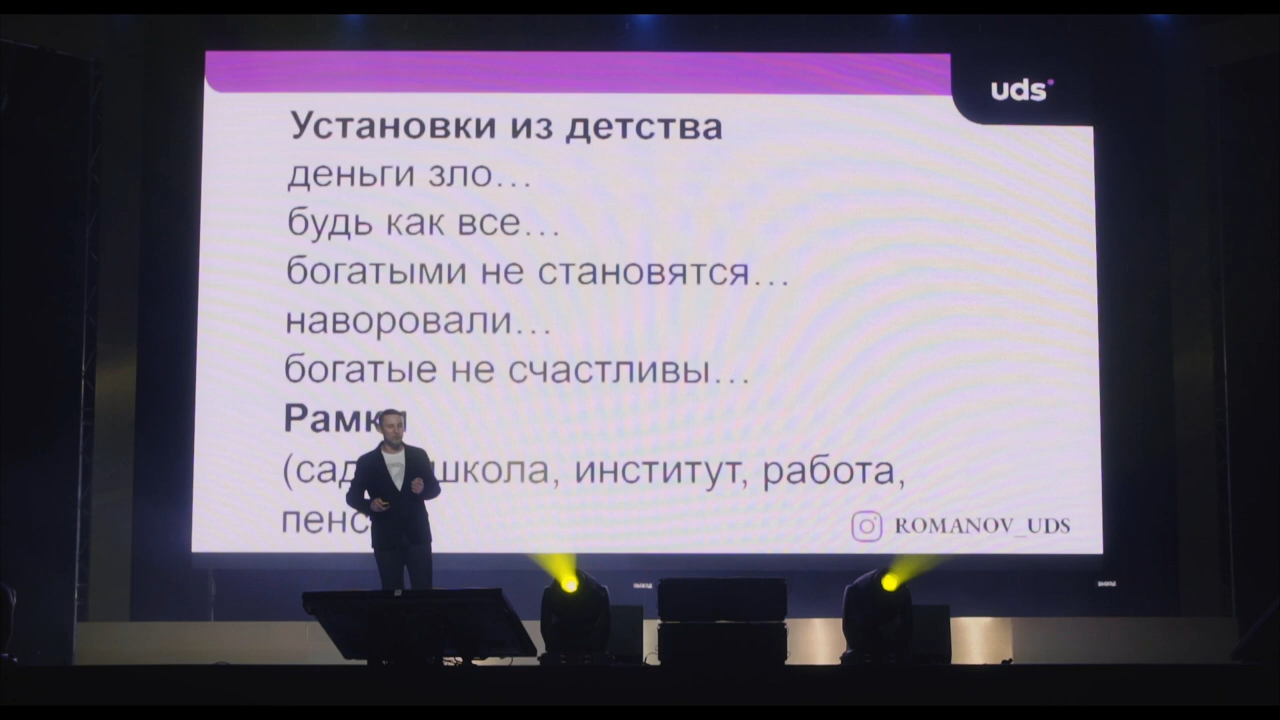 uds
Установки из детства
деньги зло…
будь как все…
богатыми не становятся…
наворовали…
богатые не счастливы…
Рамки
школа, институт, работа,
ROMANOV_UDS